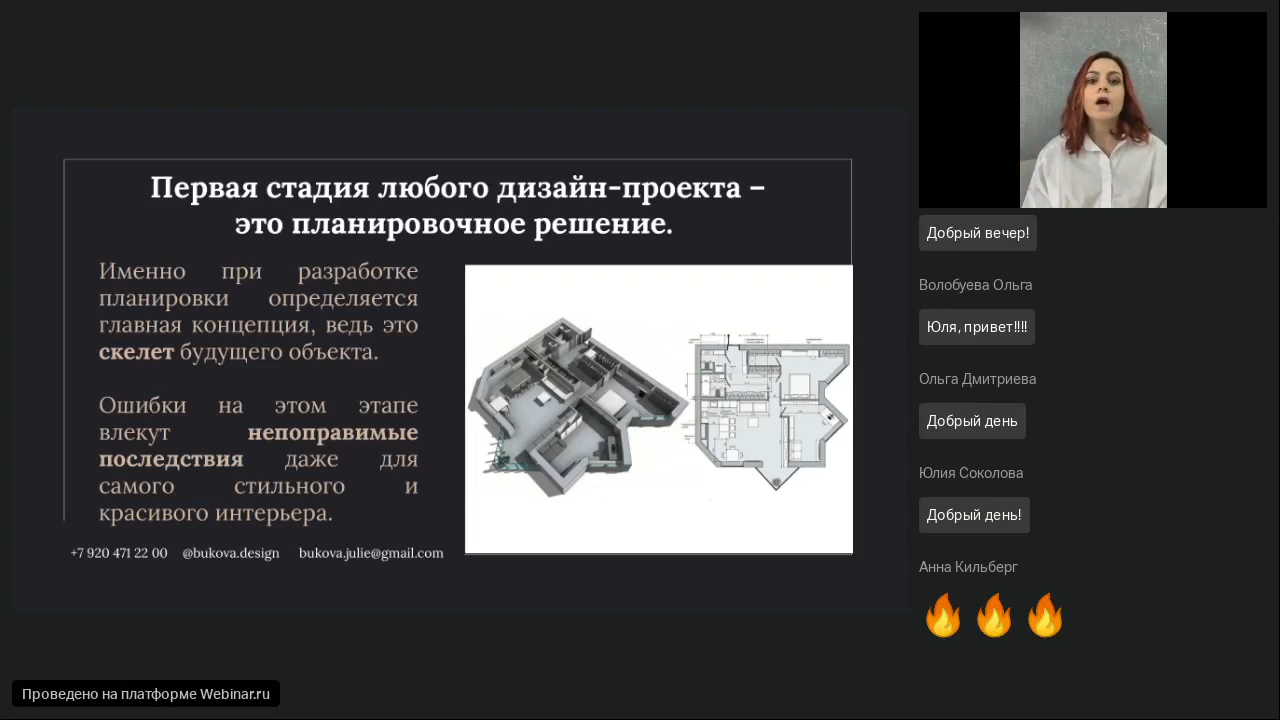 Первая стадия любого дизайн-проекта –
это планировочное решение.
Именно при разработке
планировки определяется
главная концепция, ведь это
скелет будущего объекта.
Ошибки на этом этапе
влекут непоправимые
последствия даже для
самого стильного и
красивого интерьера.
+7 920 471 22 00 @bukova.design bukova.julie@gmail.com
Добрый вечер!
Волобуева Ольга
Юля, привет!!!!
Ольга Дмитриева
Добрый день
Юлия Соколова
Добрый день!
Анна Кильберг
Проведено на платформе Webinar.ru